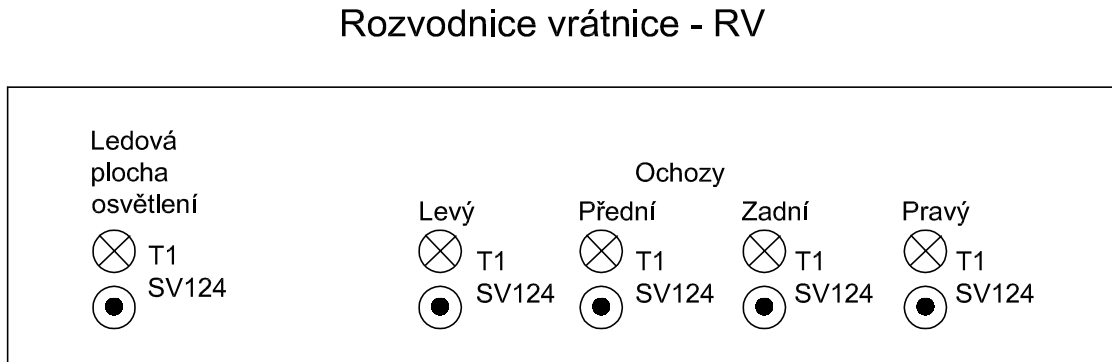 Rozvodnice vrátnice - RV
Ledová
plocha
osvětlení
T1
SV124
Ochozy
Levý Přední Zadní Pravý
T1 T1 T1 T1
SV124 SV124 SV124 SV124